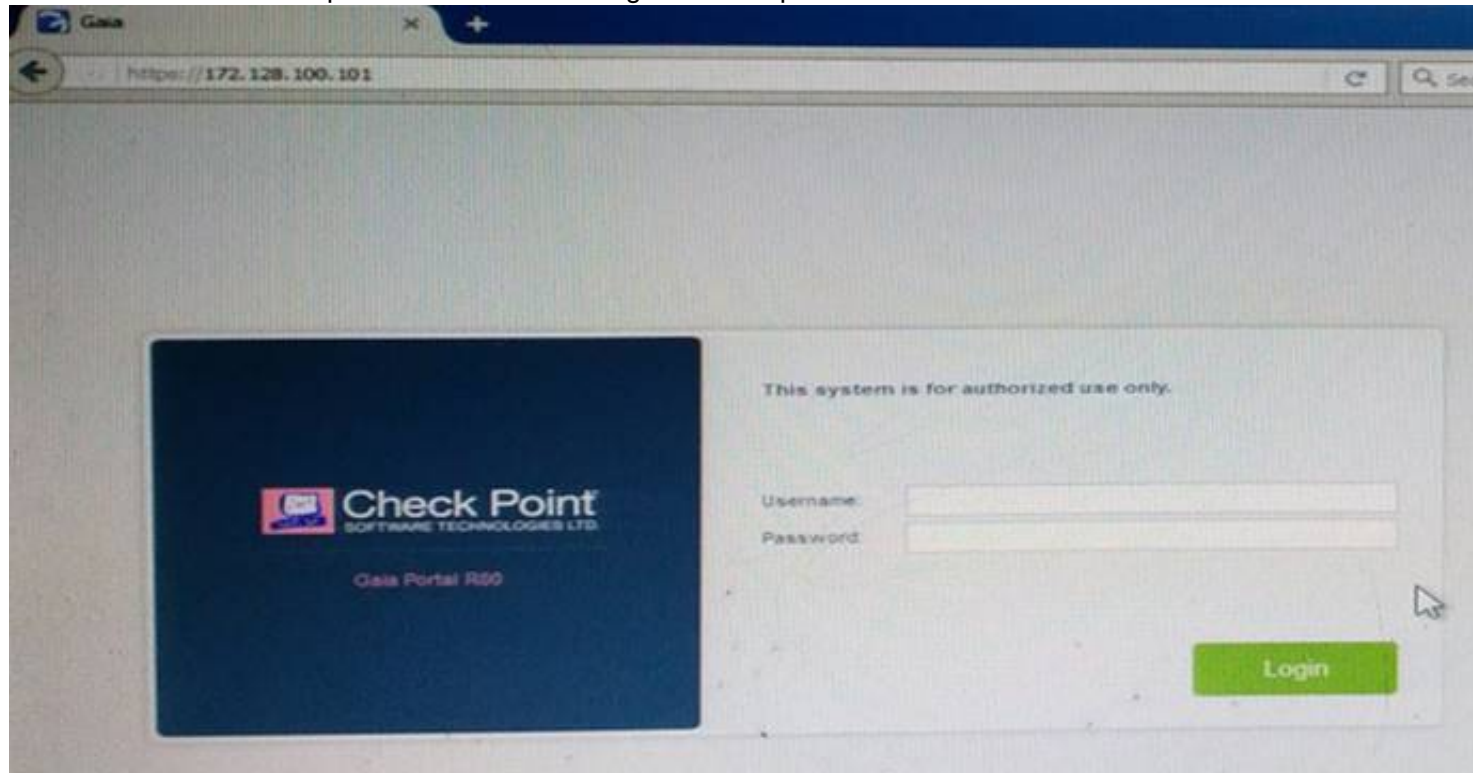 Gaia
https://172.128.100.101
This system is for authorized use only.
Check Point
SOFTWARE TECHNOLOGIES LTD.
Gaia Portal R80
Username:
Password:
Login